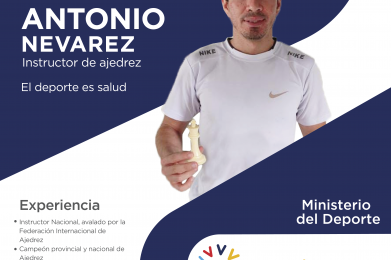 ANTONIO
NEVAREZ
Instructor de ajedrez
El deporte es salud
NIKE
NIKE
Experiencia
Instructor Nacional, avalado por la
Federación Internacional de
Ajedrez
Campeón provincial y nacional de
Ajedrez
Ministerio
del Deporte